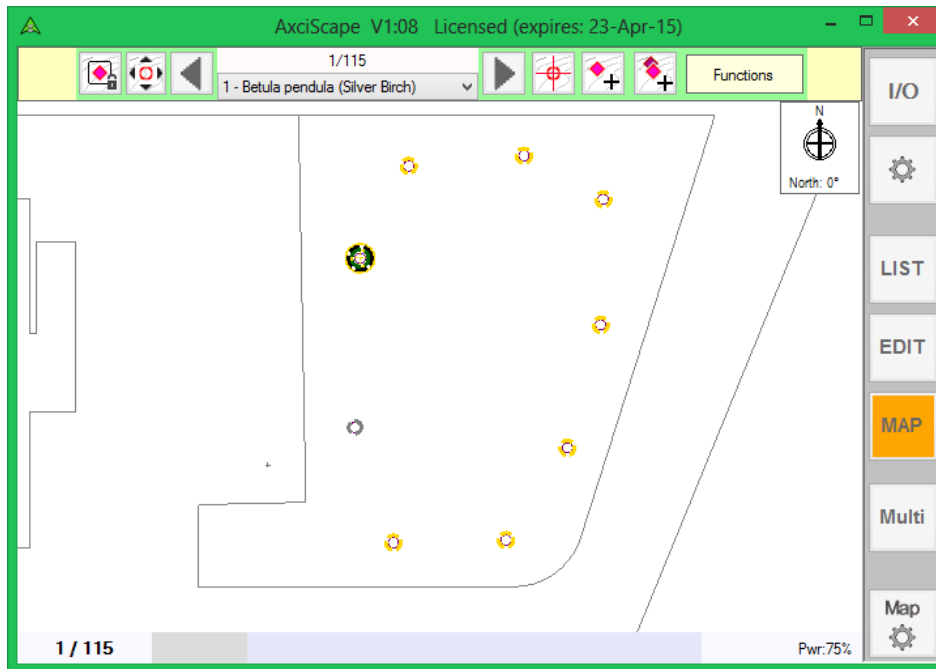 AxciScape V1:08 Licensed (expires: 23-Apr-15)
1/115
1 - Betula pendula (Silver Birch)
Functions
I/O
N
North: 0°
LIST
EDIT
MAP
Multi
Map
1 / 115
Pwr:75%